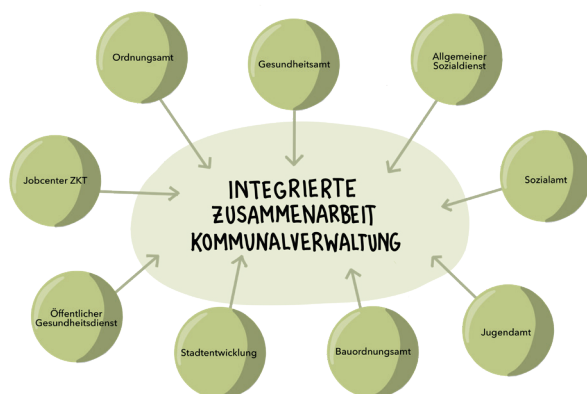 Ordnungsamt
Gesundheitsamt
Allgemeiner
Sozialdienst
Jobcenter ZKT
INTEGRIERTE
ZUSAMMENARBEIT
KOMMUNALVERWALTUNG
Sozialamt
Öffentlicher
Gesundheitsdienst
Stadtentwicklung
Bauordnungsamt
Jugendamt